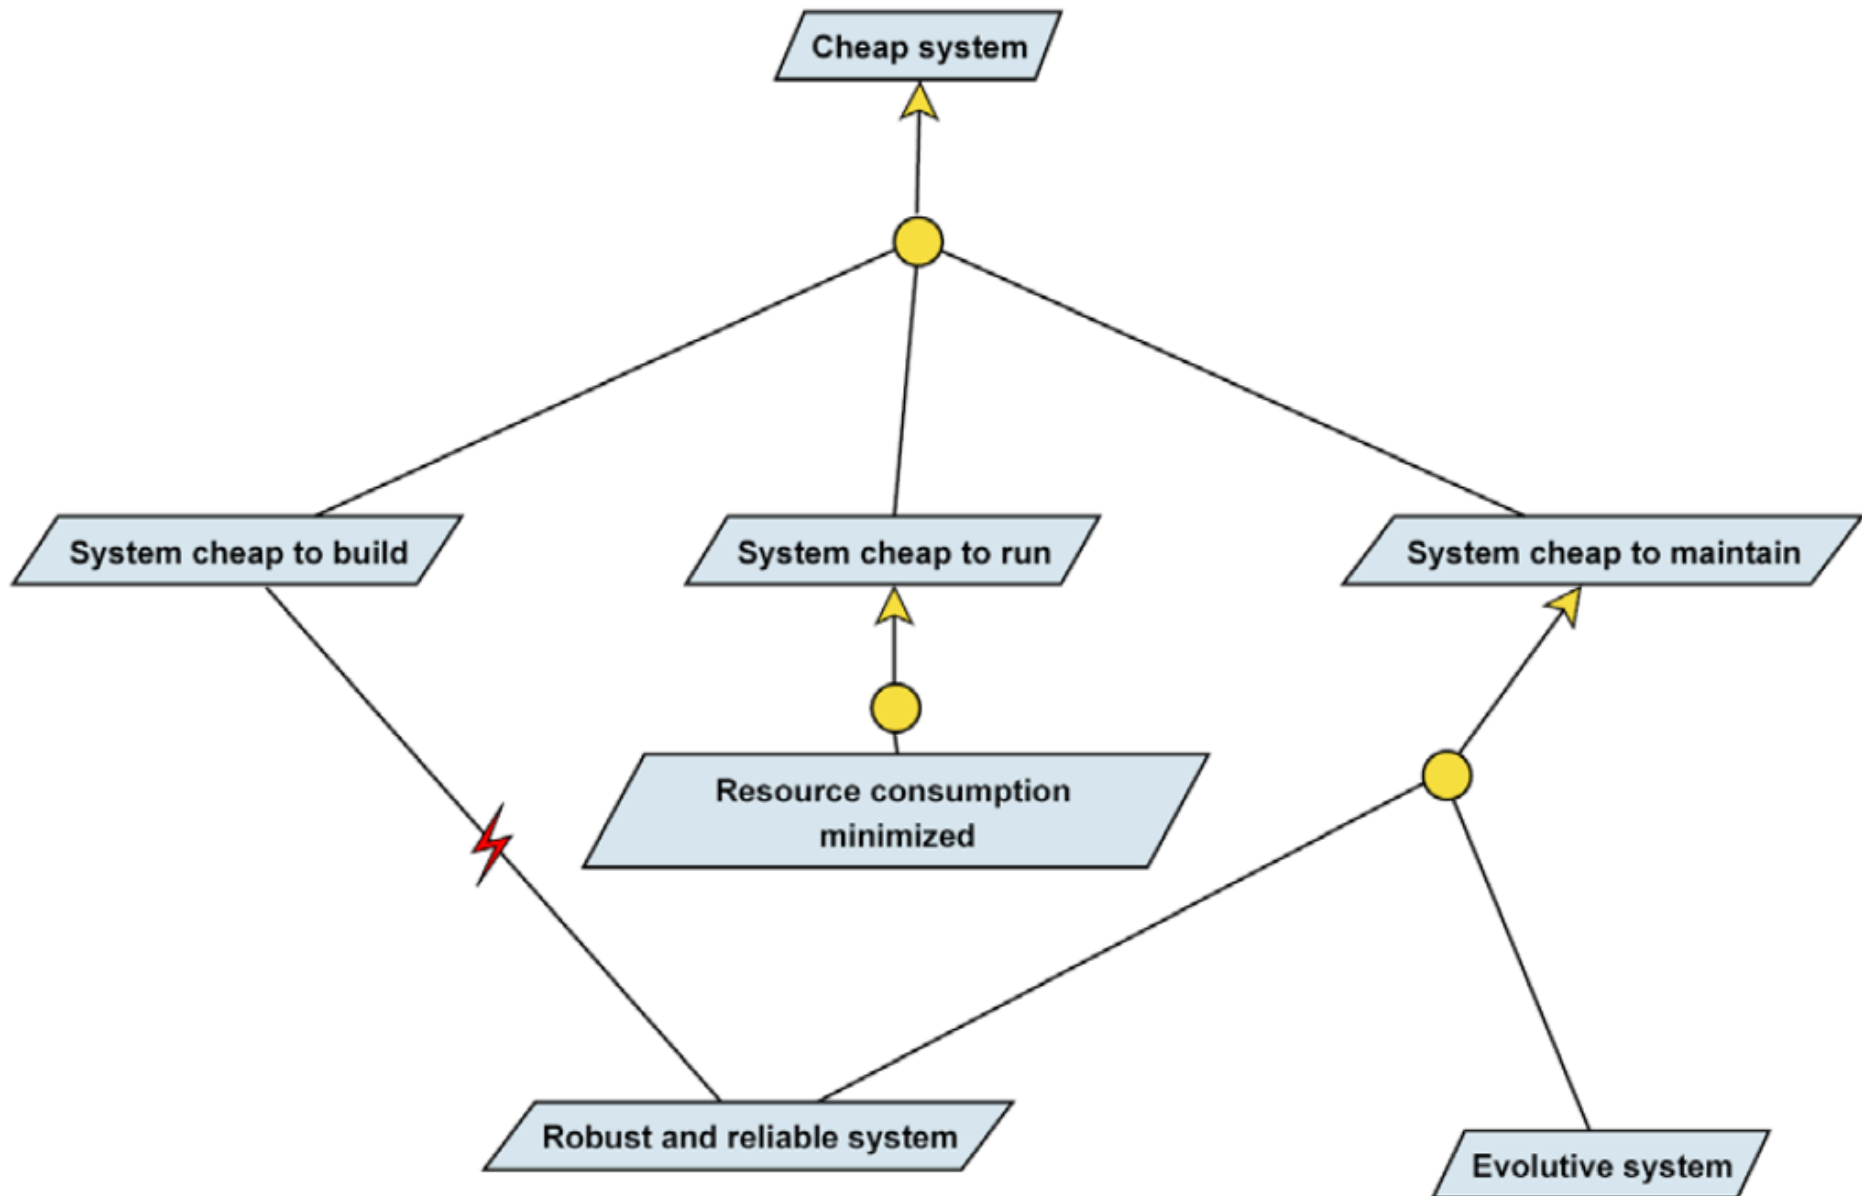 Cheap system
System cheap to build
System cheap to run
System cheap to maintain
Resource consumption
minimized
Robust and reliable system
Evolutive system